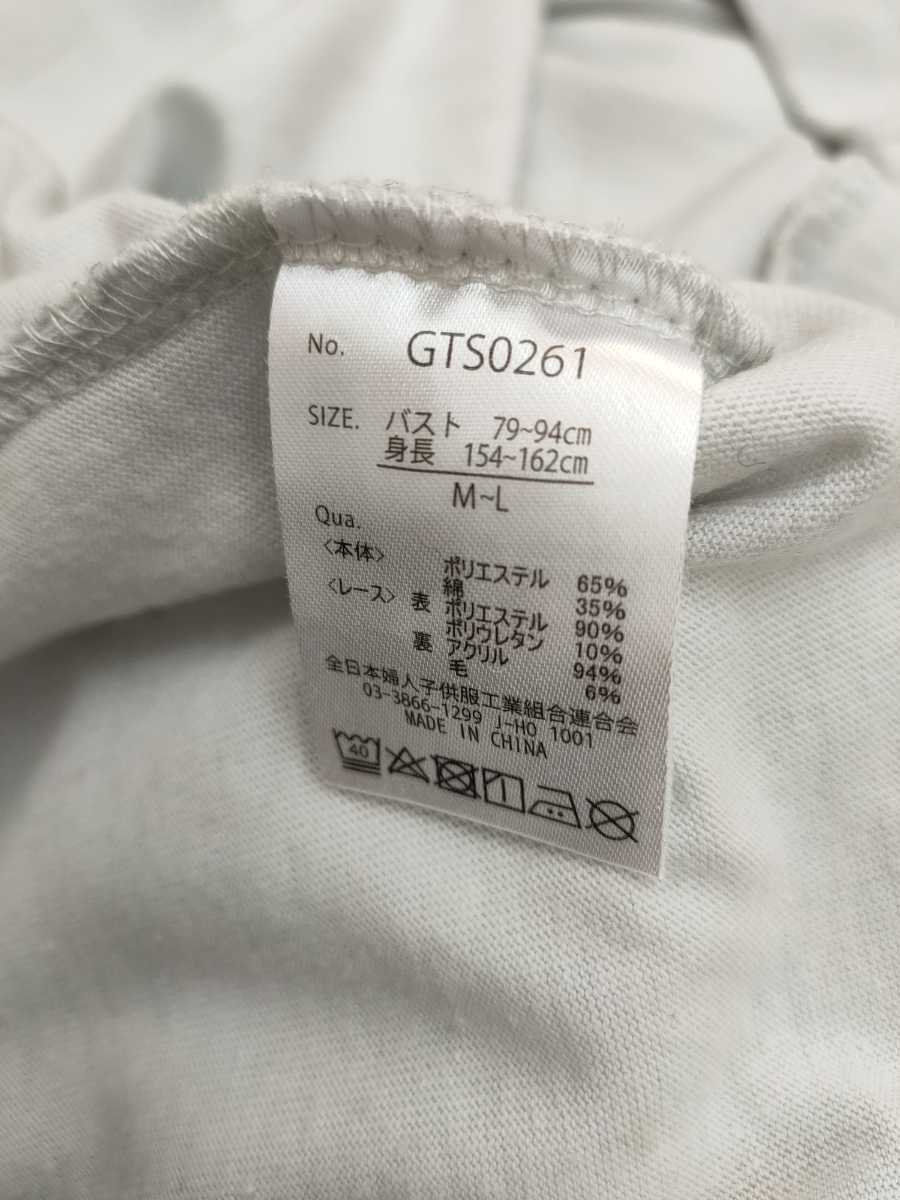 No. GTS0261
SIZE. バスト 79~94cm
身長 154~162cm
M~L
Qua.
〈本体〉 ポリエステル 65%
綿 35%
〈レース〉 表 ポリエステル 90%
ポリウレタン 10%
裏 アクリル 94%
毛 6%
全日本婦人子供服工業組合連合会
03-3866-1299 J-HO 1001
MADE IN CHINA
40